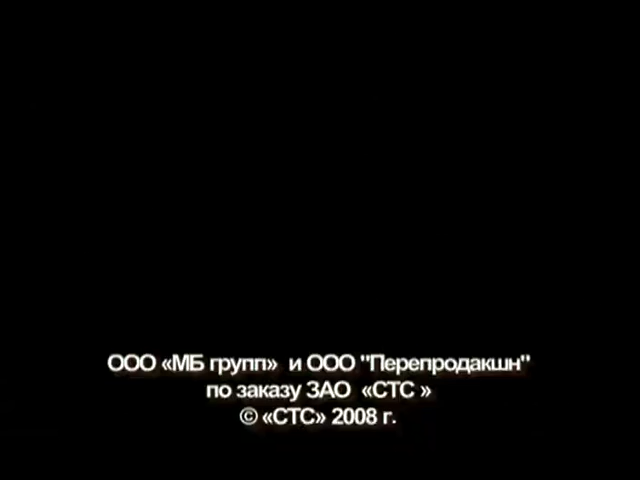 ООО «МБ групп» и ООО "Перепродакшн"
по заказу ЗАО «СТС »
© «СТС» 2008 г.